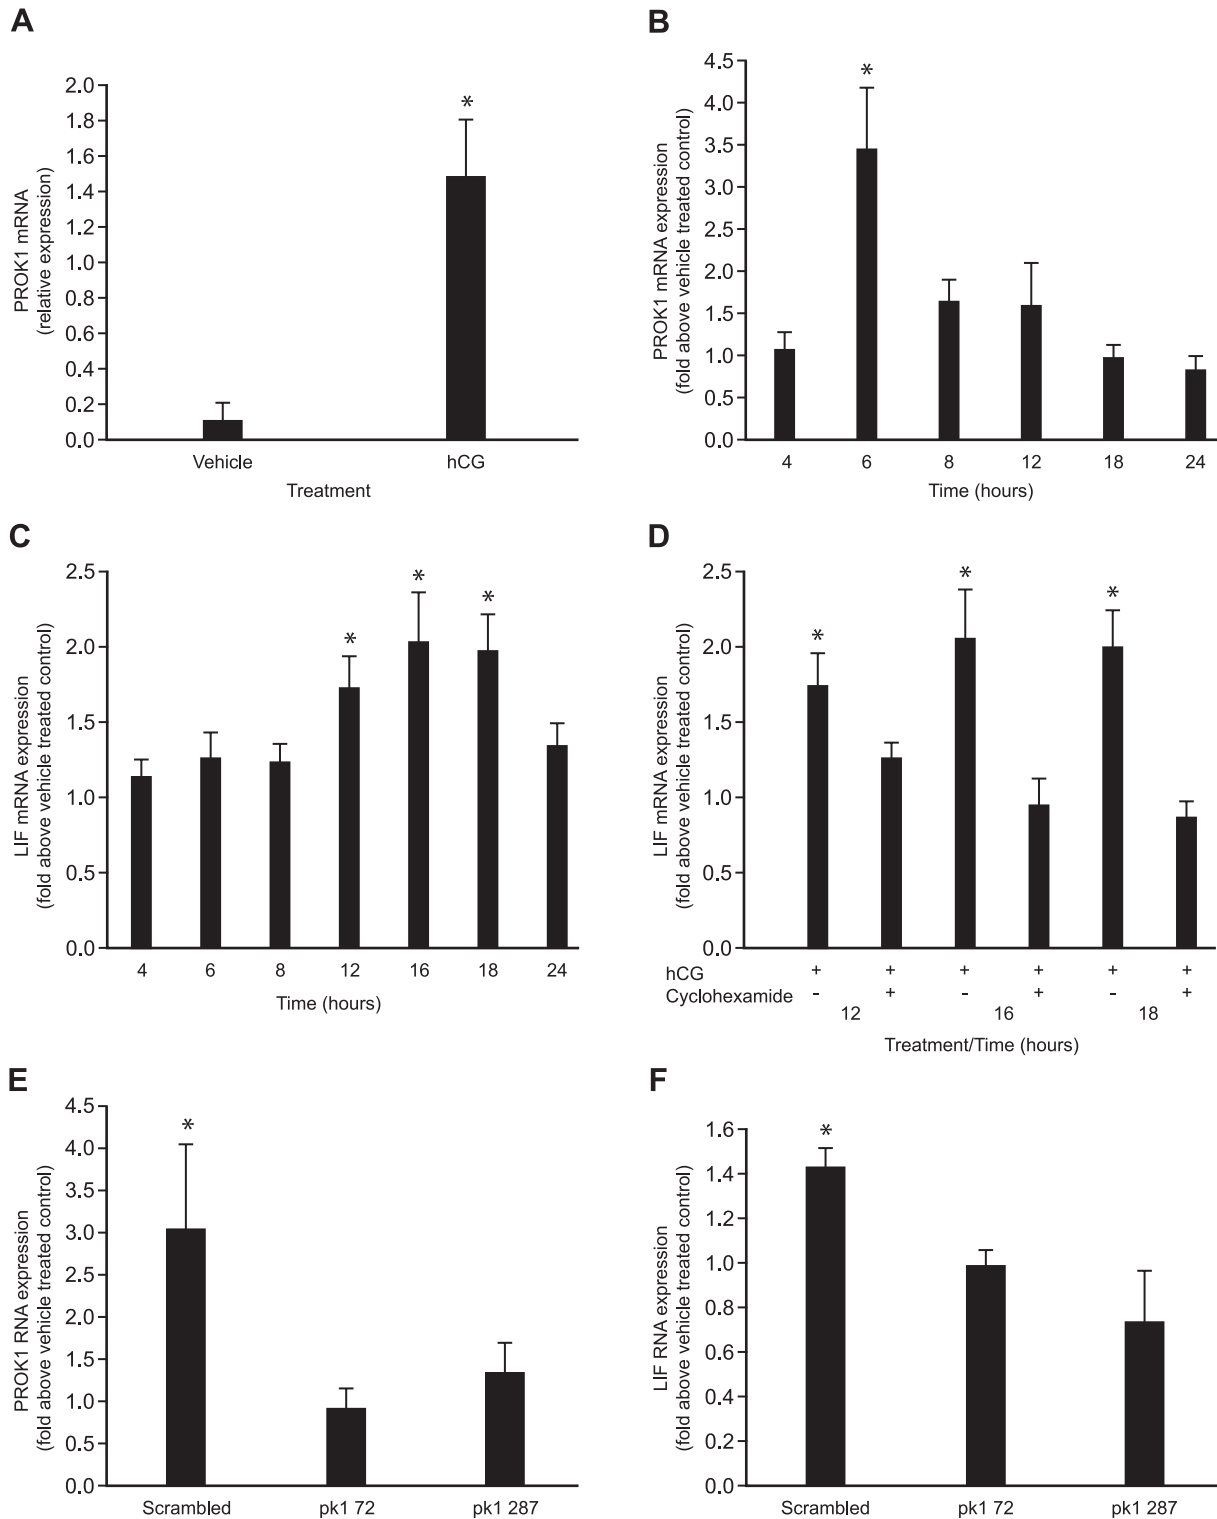 A
PROK1 mRNA
(relative expression)
2.0
1.8
1.6
1.4
1.2
1.0
0.8
0.6
0.4
0.2
0.0
*
Vehicle hCG
Treatment
B
PROK1 mRNA expression
(fold above vehicle treated control)
4.5
4.0
3.5
3.0
2.5
2.0
1.5
1.0
0.5
0.0
*
4 6 8 12 18 24
Time (hours)
C
LIF mRNA expression
(fold above vehicle treated control)
2.5
2.0
1.5
1.0
0.5
0.0
* * *
4 6 8 12 16 18 24
Time (hours)
D
LIF mRNA expression
(fold above vehicle treated control)
2.5
2.0
1.5
1.0
0.5
0.0
* * *
hCG + + + + + +
Cyclohexamide - + - + - +
12 16 18
Treatment/Time (hours)
E
PROK1 RNA expression
(fold above vehicle treated control)
4.5
4.0
3.5
3.0
2.5
2.0
1.5
1.0
0.5
0.0
*
Scrambled pk1 72 pk1 287
F
LIF RNA expression
(fold above vehicle treated control)
1.6
1.4
1.2
1.0
0.8
0.6
0.4
0.2
0.0
*
Scrambled pk1 72 pk1 287